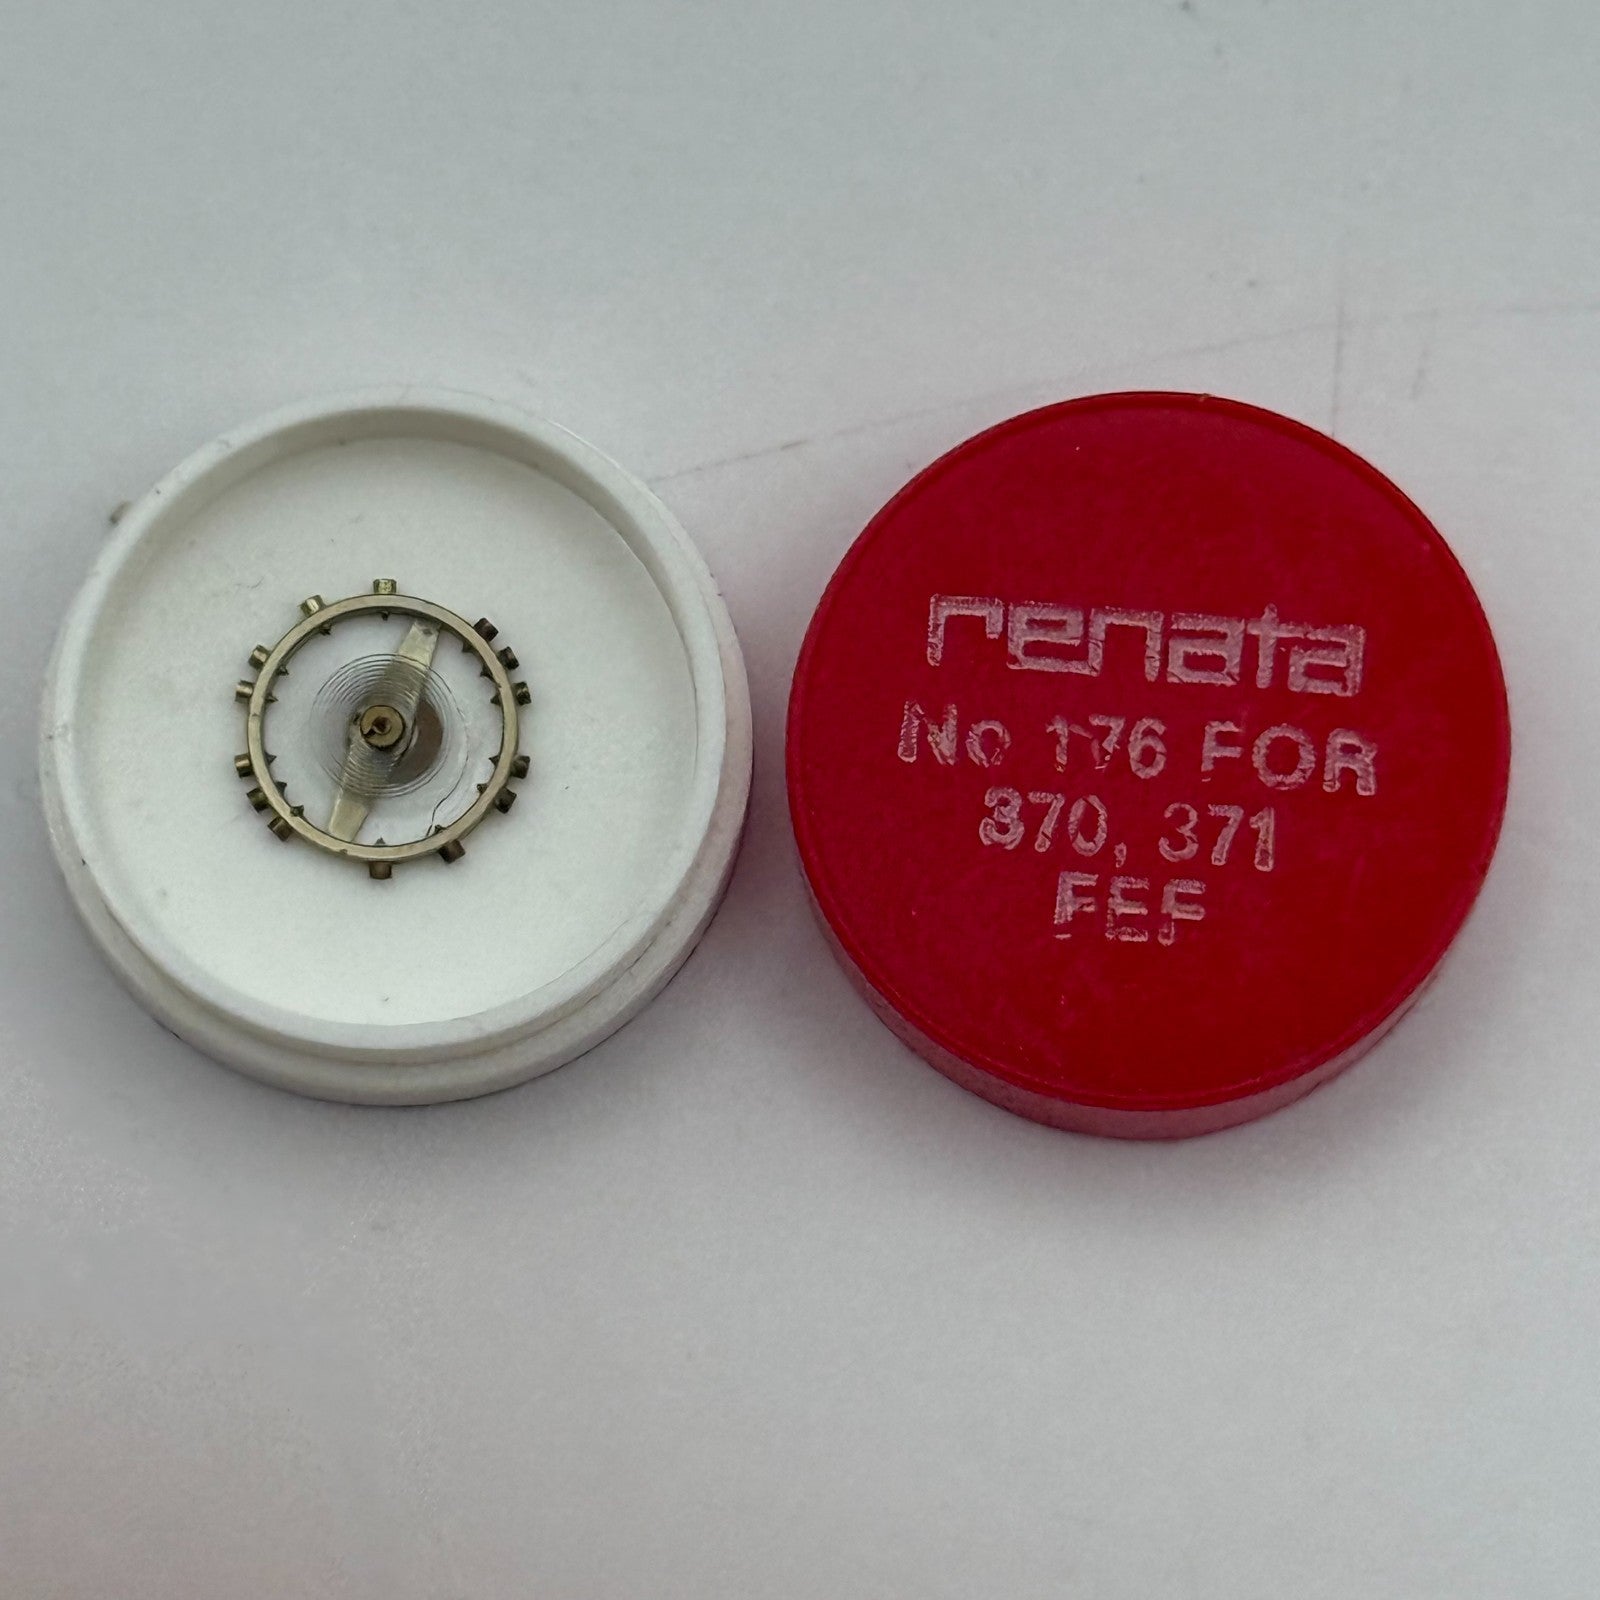 renata
No 176 FOR
370, 371
FEF